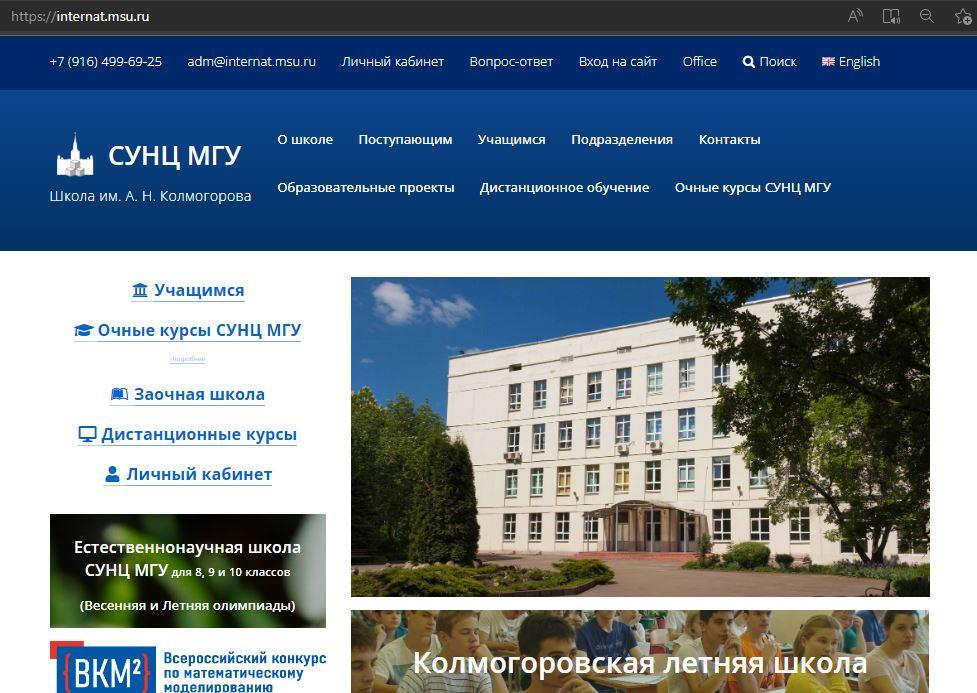 https://internat.msu.ru
+7 (916) 499-69-25 adm@internat.msu.ru Личный кабинет Вопрос-ответ Вход на сайт Office Поиск English
СУНЦ МГУ
Школа им. А. Н. Колмогорова
О школе Поступающим Учащимся Подразделения Контакты
Образовательные проекты Дистанционное обучение Очные курсы СУНЦ МГУ
Учащимся
Очные курсы СУНЦ МГУ
Подробнее
Заочная школа
Дистанционные курсы
Личный кабинет
Естественнонаучная школа
СУНЦ МГУ для 8, 9 и 10 классов
(Весенняя и Летняя олимпиады)
ВКМ²
Всероссийский конкурс
по математическому
моделированию
Колмогоровская летняя школа